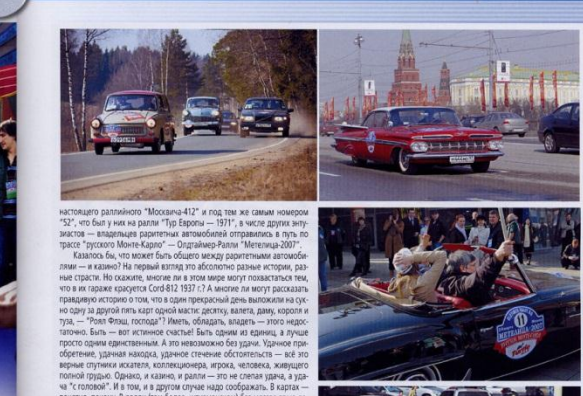 настоящего раллийного "Москвича-412" и под тем же самым номером
"52", что был у них на ралли "Тур Европы — 1971", в числе других энту-
зиастов — владельцев раритетных автомобилей отправились в путь по
трассе "русского Монте-Карло" — Олдтаймер-Ралли "Метелица-2007".
Казалось бы, что может быть общего между раритетными автомоби-
лями — и казино? На первый взгляд это абсолютно разные истории, раз-
ные страсти. Но скажите, многие ли в этом мире могут похвастаться тем,
что в их гараже красуется Cord-812 1937 г.? А многие ли могут рассказать
правдивую историю о том, что в один прекрасный день выложили на сук-
но одну за другой пять карт одной масти: десятку, валета, даму, короля и
туза, — "Роял Флэш, господа"? Иметь, обладать, владеть — этого недос-
таточно. Быть — вот истинное счастье! Быть одним из единиц, а лучше
просто одним единственным. А это невозможно без удачи. Удачное при-
обретение, удачная находка, удачное стечение обстоятельств — всё это
верные спутники искателя, коллекционера, игрока, человека, живущего
полной грудью. Однако, и казино, и ралли — это не слепая удача, а уда-
ча "с головой". И в том, и в другом случае надо соображать. В картах —
11
МЕТЕЛИЦА-2007